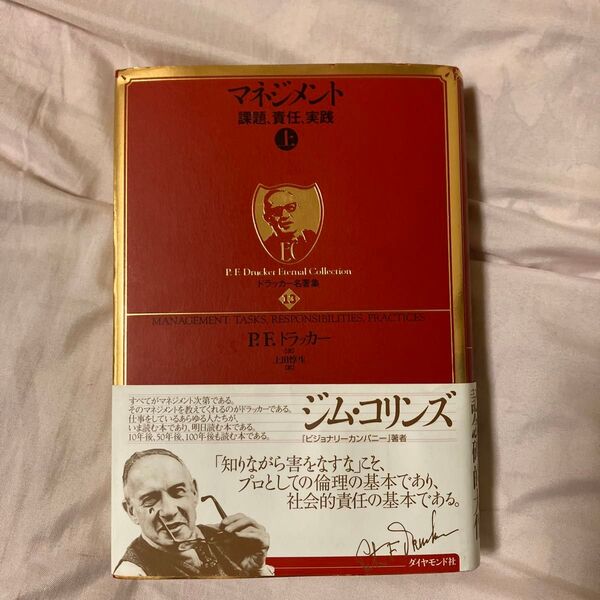 マネジメント
課題、責任、実践
上
EC
P. F. Drucker Eternal Collection
ドラッカー名著集
13
MANAGEMENT: TASKS, RESPONSIBILITIES, PRACTICES
P.F.ドラッカー
[著]
上田惇生
[訳]
すべてがマネジメント次第である。
そのマネジメントを教えてくれるのがドラッカーである。
仕事をしているあらゆる人たちが、
いま読む本であり、明日読む本である。
10年後、50年後、100年後も読む本である。
ジム・コリンズ
『ビジョナリーカンパニー』著者
「知りながら害をなすな」こそ、
プロとしての倫理の基本であり、
社会的責任の基本である。
Peter F. Drucker
ダイヤモンド社